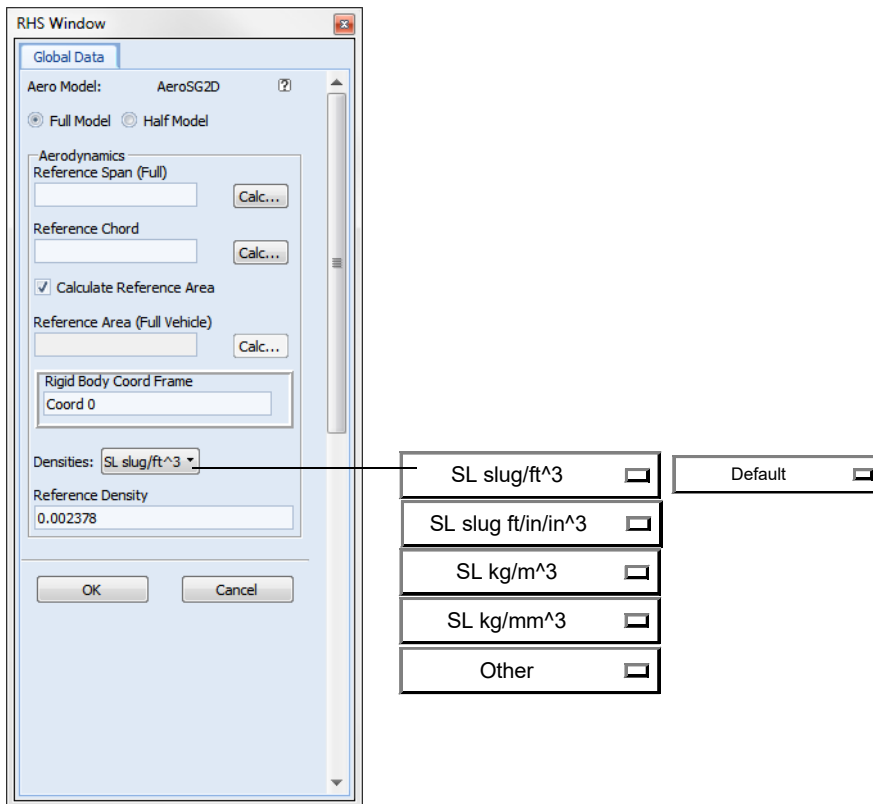 RHS Window
Global Data
Aero Model: AeroSG2D ?
Full Model Half Model
Aerodynamics
Reference Span (Full)
Calc...
Reference Chord
Calc...
Calculate Reference Area
Reference Area (Full Vehicle)
Calc...
Rigid Body Coord Frame
Coord 0
Densities: SL slug/ft^3
Reference Density
0.002378
OK Cancel
SL slug/ft^3 Default
SL slug ft/in/in^3
SL kg/m^3
SL kg/mm^3
Other